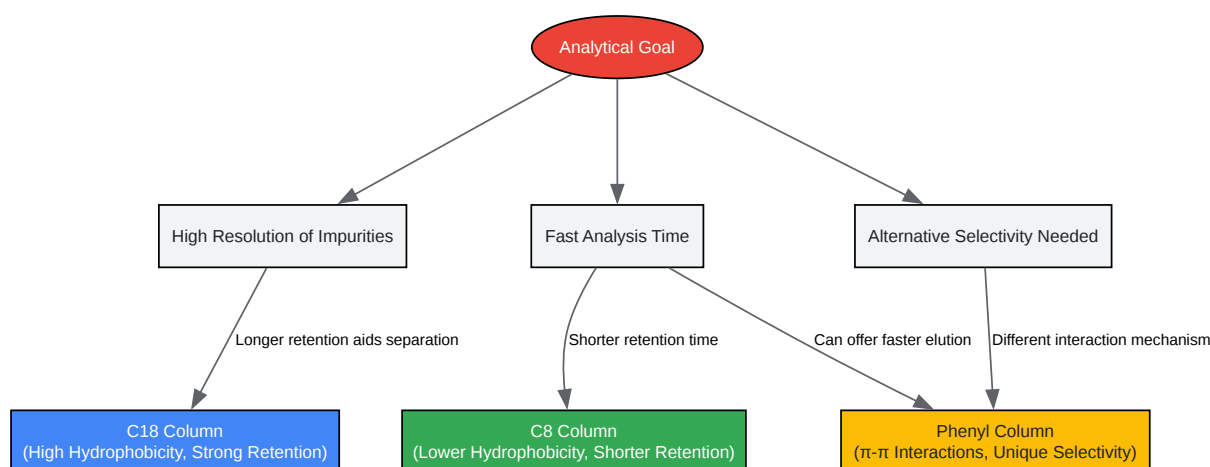 Analytical Goal
High Resolution of Impurities
Fast Analysis Time
Alternative Selectivity Needed
Longer retention aids separation
Shorter retention time
Can offer faster elution
Different interaction mechanism
C18 Column
(High Hydrophobicity, Strong Retention)
C8 Column
(Lower Hydrophobicity, Shorter Retention)
Phenyl Column
(π-π Interactions, Unique Selectivity)